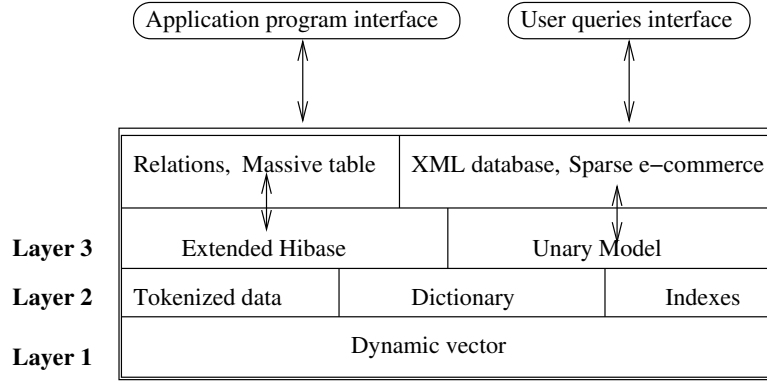 Application program interface
User queries interface
Relations, Massive table
XML database, Sparse e−commerce
Layer 3
Extended Hibase
Unary Model
Layer 2
Tokenized data
Dictionary
Indexes
Layer 1
Dynamic vector